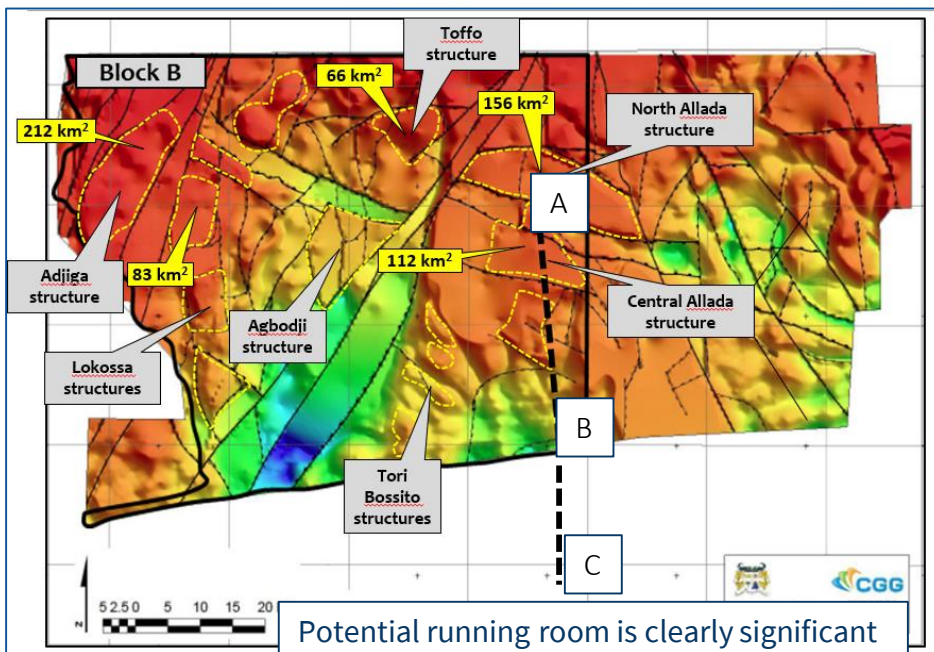 Toffo
structure
Block B
66 km²
156 km²
North Allada
structure
212 km²
A
83 km²
112 km²
Adjiga
structure
Agbodji
structure
Central Allada
structure
Lokossa
structures
B
Tori
Bossito
structures
C
CGG
N
5 2.5 0 5 10 15 20
Potential running room is clearly significant